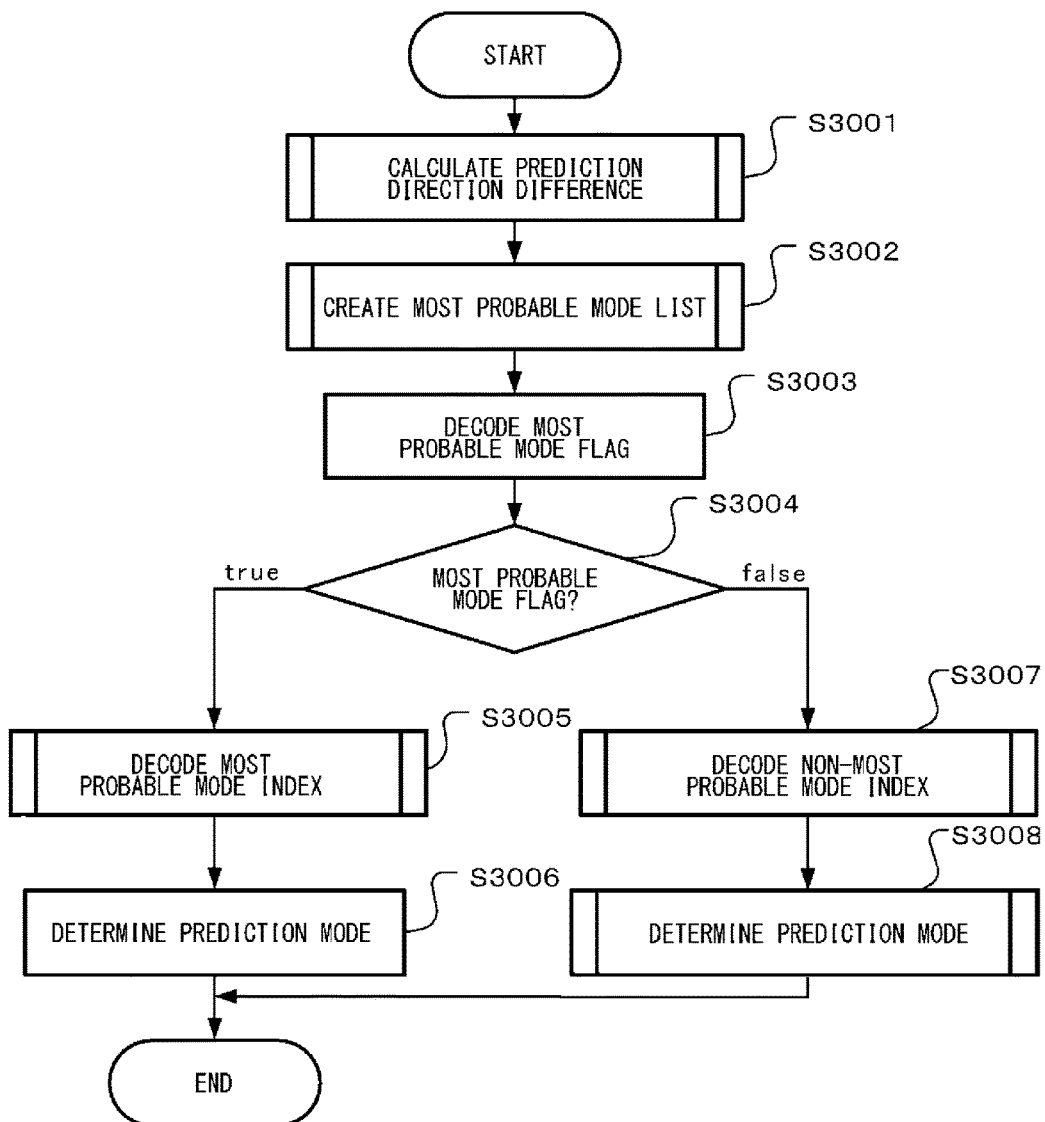 START
S3001
CALCULATE PREDICTION
DIRECTION DIFFERENCE
S3002
CREATE MOST PROBABLE MODE LIST
S3003
DECODE MOST
PROBABLE MODE FLAG
S3004
true
MOST PROBABLE
MODE FLAG?
false
S3005
DECODE MOST
PROBABLE MODE INDEX
S3007
DECODE NON-MOST
PROBABLE MODE INDEX
S3006
DETERMINE PREDICTION MODE
S3008
DETERMINE PREDICTION MODE
END